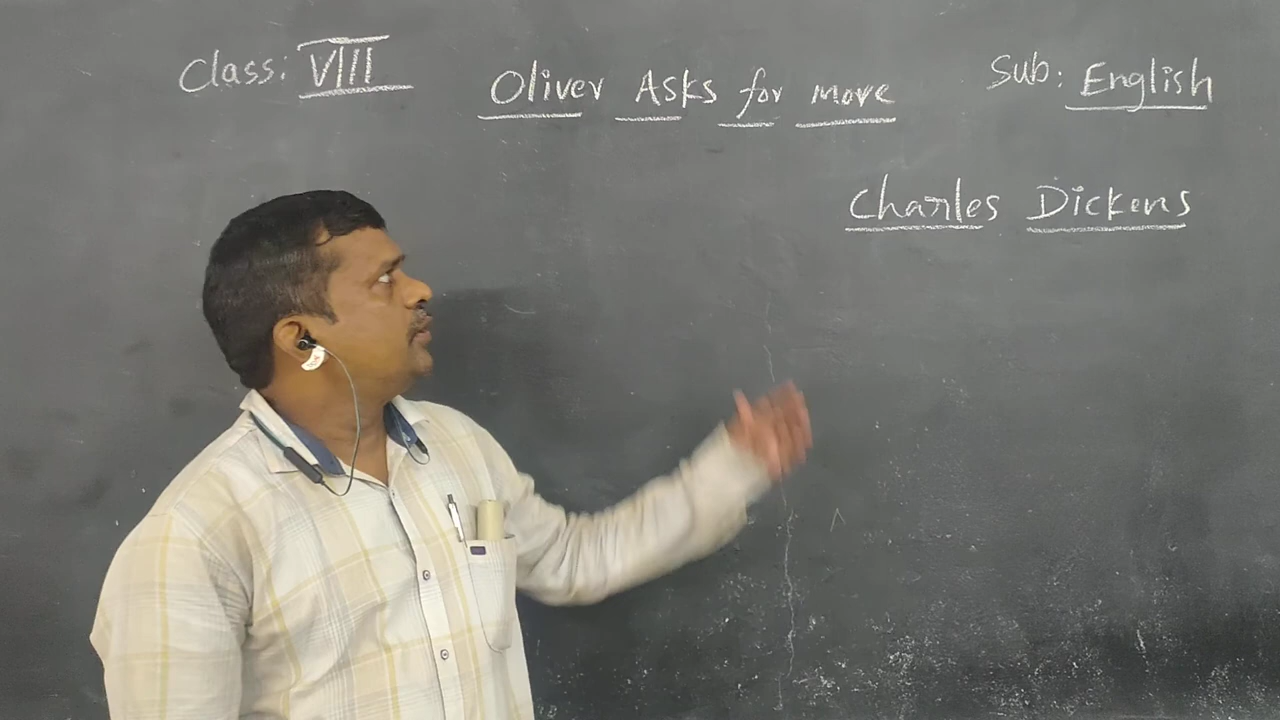 Class: VIII
Oliver Asks for more
Sub: English
Charles Dickens